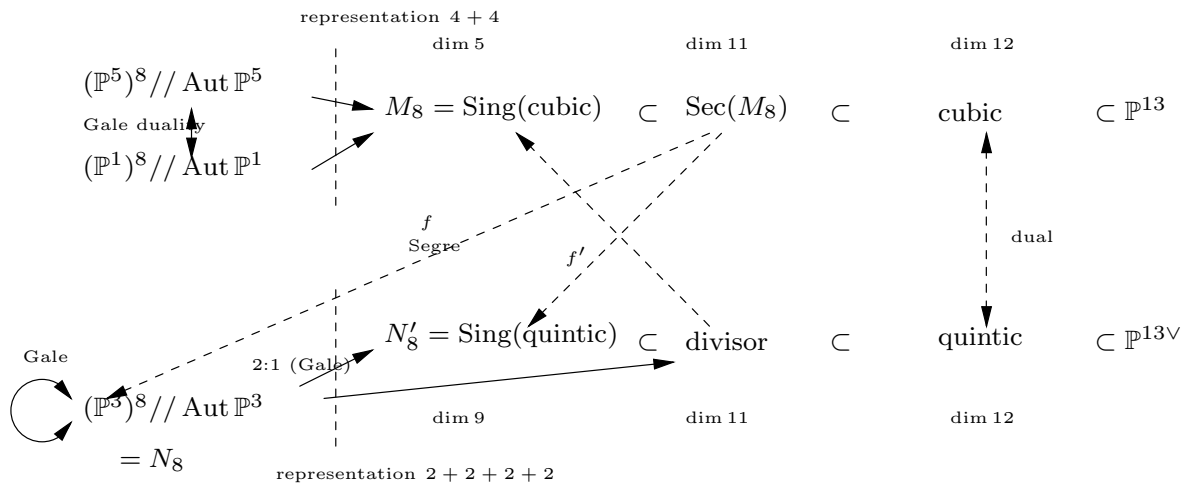 representation 4 + 4
dim 5 dim 11 dim 12
(ℙ⁵)⁸// Aut ℙ⁵
M₈ = Sing(cubic) ⊂ Sec(M₈) ⊂ cubic ⊂ ℙ¹³
Gale duality
(ℙ¹)⁸// Aut ℙ¹
f
Segre
dual
f′
N′₈ = Sing(quintic) ⊂ divisor ⊂ quintic ⊂ ℙ¹³ⱽ
Gale
2:1 (Gale)
(ℙ³)⁸// Aut ℙ³
dim 9 dim 11 dim 12
= N₈
representation 2 + 2 + 2 + 2